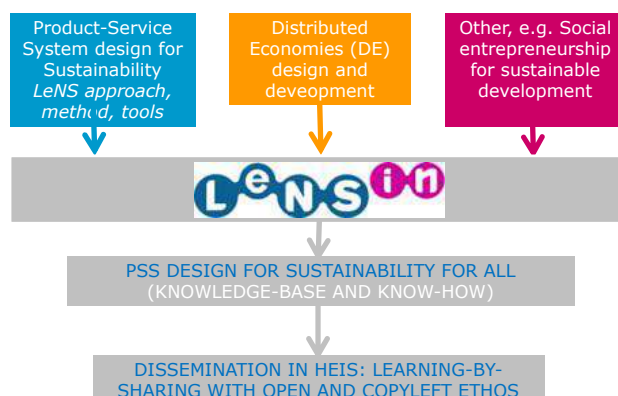 Product-Service
System design for
Sustainability
LeNS approach,
method, tools
Distributed
Economies (DE)
design and
deveopment
Other, e.g. Social
entrepreneurship
for sustainable
development
LeNSin
PSS DESIGN FOR SUSTAINABILITY FOR ALL
(KNOWLEDGE-BASE AND KNOW-HOW)
DISSEMINATION IN HEIS: LEARNING-BY-
SHARING WITH OPEN AND COPYLEFT ETHOS